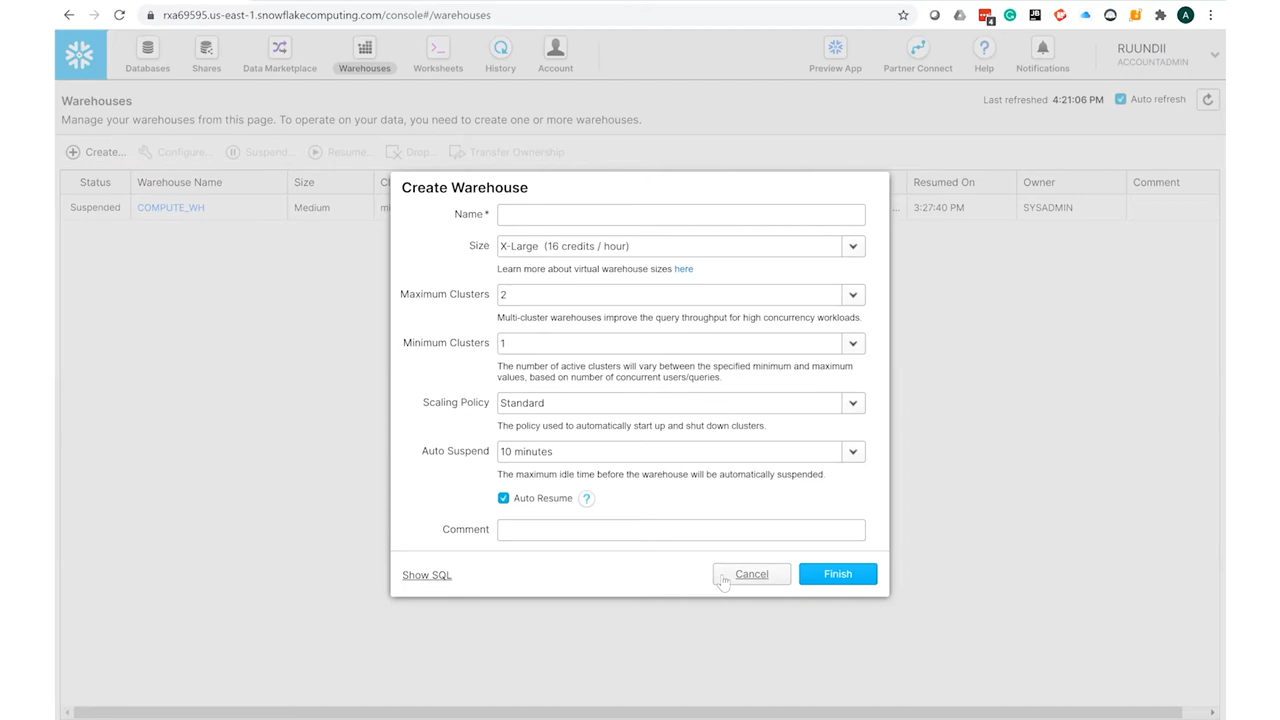 rxa69595.us-east-1.snowflakecomputing.com/console#/warehouses
4
A
Databases
Shares
Data Marketplace
Warehouses
Worksheets
History
Account
Preview App
Partner Connect
Help
Notifications
RUUNDII
ACCOUNTADMIN
Warehouses
Last refreshed 4:21:06 PM Auto refresh
Manage your warehouses from this page. To operate on your data, you need to create one or more warehouses.
Create... Configure... Suspend... Resume... Drop... Transfer Ownership
Status Warehouse Name Size Resumed On Owner Comment
Suspended COMPUTE_WH Medium ... 3:27:40 PM SYSADMIN
Create Warehouse
Name *
Size X-Large (16 credits / hour)
Learn more about virtual warehouse sizes here
Maximum Clusters 2
Multi-cluster warehouses improve the query throughput for high concurrency workloads.
Minimum Clusters 1
The number of active clusters will vary between the specified minimum and maximum
values, based on number of concurrent users/queries.
Scaling Policy Standard
The policy used to automatically start up and shut down clusters.
Auto Suspend 10 minutes
The maximum idle time before the warehouse will be automatically suspended.
Auto Resume ?
Comment
Show SQL Cancel Finish